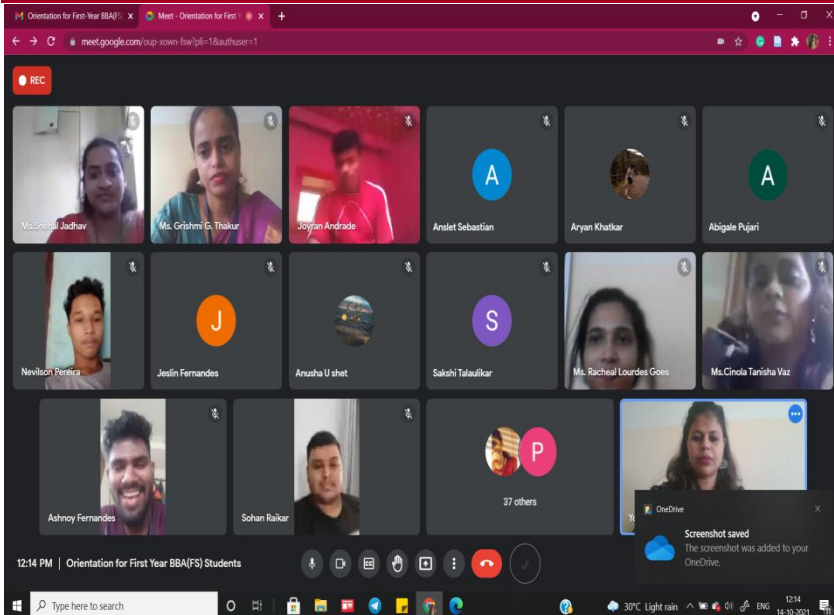 Orientation for First-Year BBA(FS)
Meet - Orientation for First Y
meet.google.com/oup-xown-fsw?pli=1&authuser=1
REC
Ms.Snehal Jadhav
Ms. Grishmi G. Thakur
Joyran Andrade
A
Anslet Sebastian
Aryan Khatkar
A
Abigale Pujari
Nevilson Pereira
J
Jeslin Fernandes
Anusha U shet
S
Sakshi Talaulikar
Ms. Racheal Lourdes Goes
Ms.Cinola Tanisha Vaz
Ashnoy Fernandes
Sohan Raikar
P
37 others
OneDrive
Screenshot saved
The screenshot was added to your
OneDrive.
12:14 PM | Orientation for First Year BBA(FS) Students
Type here to search
30°C Light rain
ENG
12:14
14-10-2021